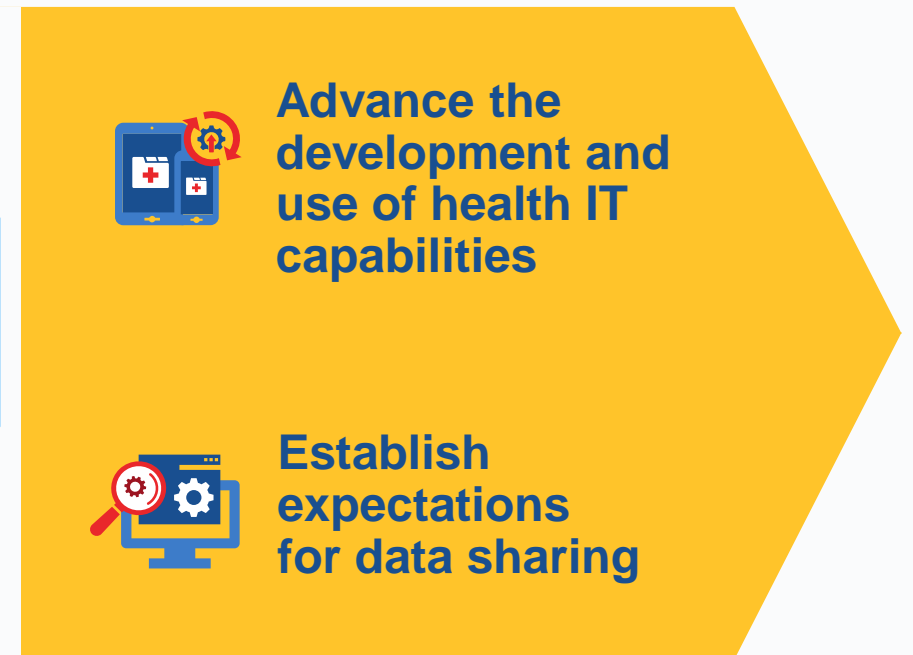 Advance the
development and
use of health IT
capabilities
Establish
expectations
for data sharing